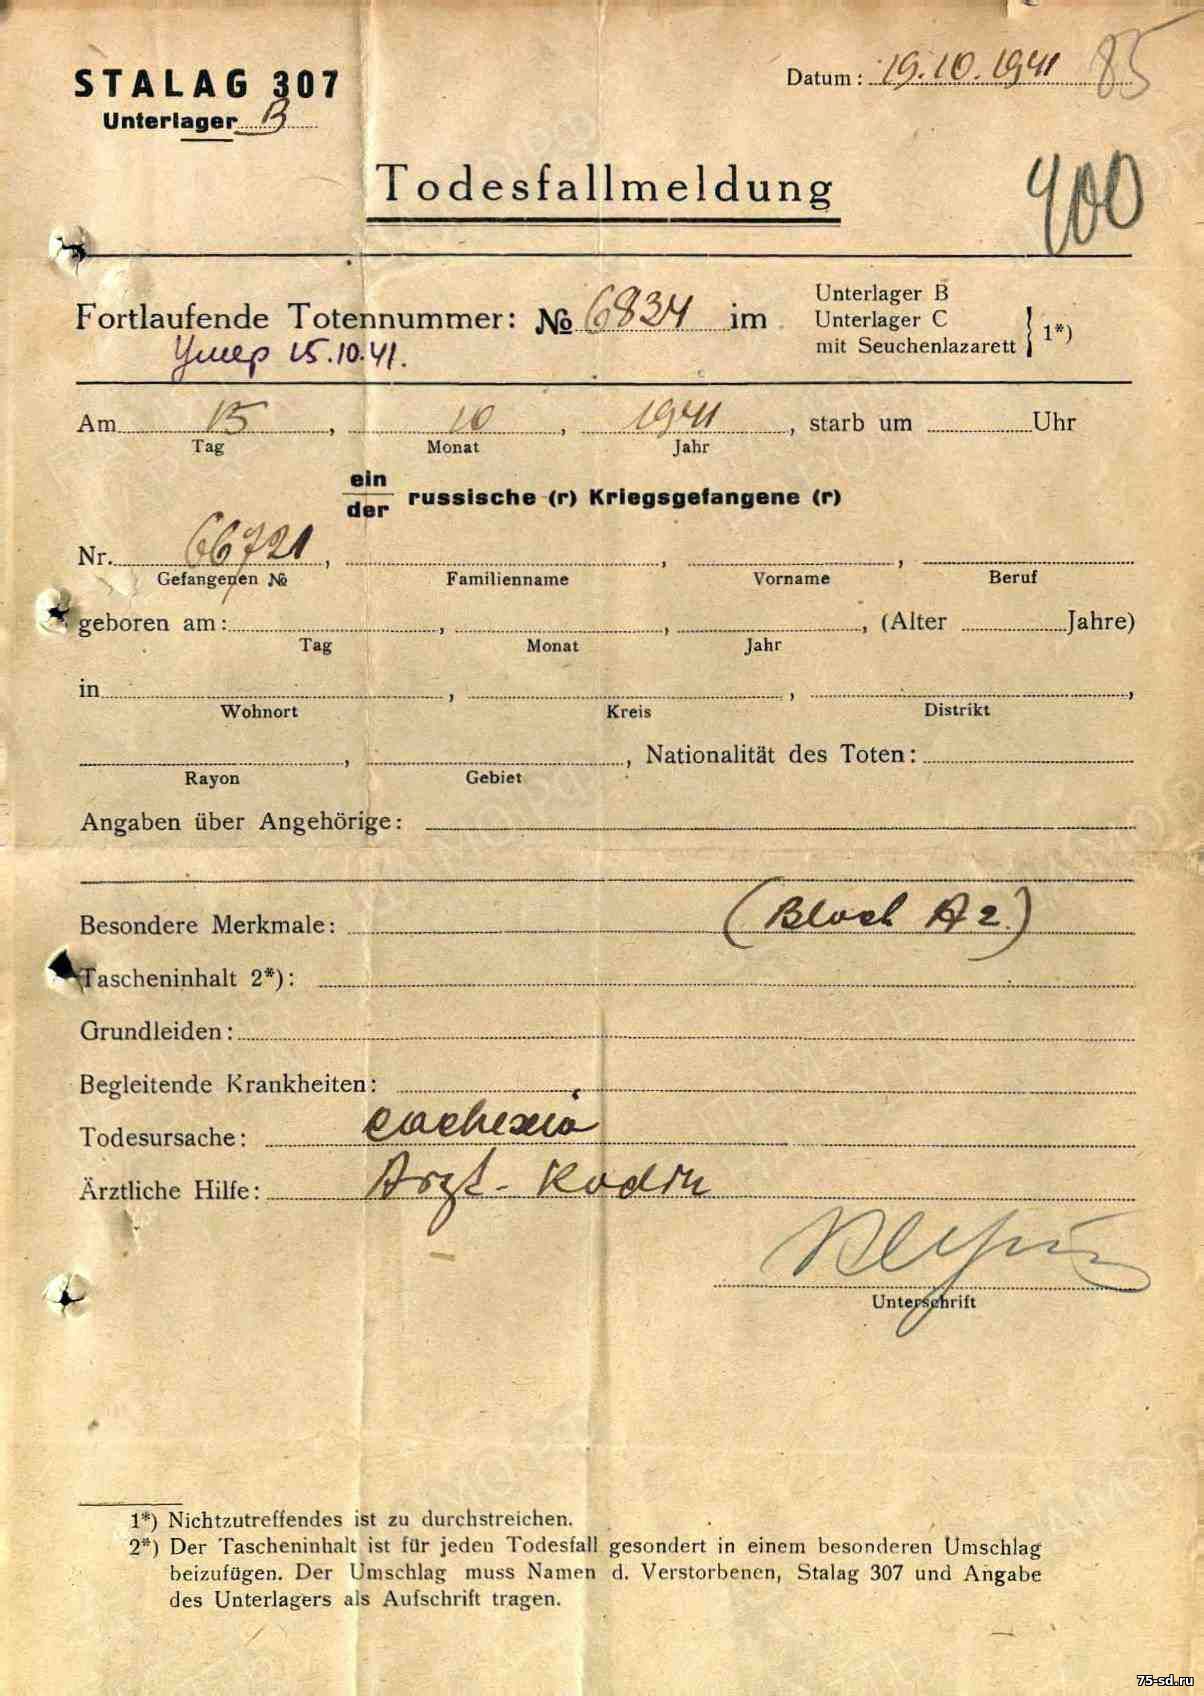 STALAG 307
Unterlager B
Datum: 19.10.1941 85
Todesfallmeldung
400
Fortlaufende Totennummer: № 6834 im
Unterlager B
Unterlager C
mit Seuchenlazarett } 1*)
Умер 15.10.41.
Am 15, 10, 1941, starb um Uhr
Tag Monat Jahr
ein
der russische (r) Kriegsgefangene (r)
Nr. 66721, , ,
Gefangenen № Familienname Vorname Beruf
geboren am: , , , (Alter Jahre)
Tag Monat Jahr
in , , ,
Wohnort Kreis Distrikt
, , Nationalität des Toten:
Rayon Gebiet
Angaben über Angehörige:
Besondere Merkmale: (Block A 2.)
Tascheninhalt 2*):
Grundleiden:
Begleitende Krankheiten:
Todesursache: Cachexia
Ärztliche Hilfe: Arzt - Kodin
Unterschrift
1*) Nichtzutreffendes ist zu durchstreichen.
2*) Der Tascheninhalt ist für jeden Todesfall gesondert in einem besonderen Umschlag
beizufügen. Der Umschlag muss Namen d. Verstorbenen, Stalag 307 und Angabe
des Unterlagers als Aufschrift tragen.
75-sd.ru